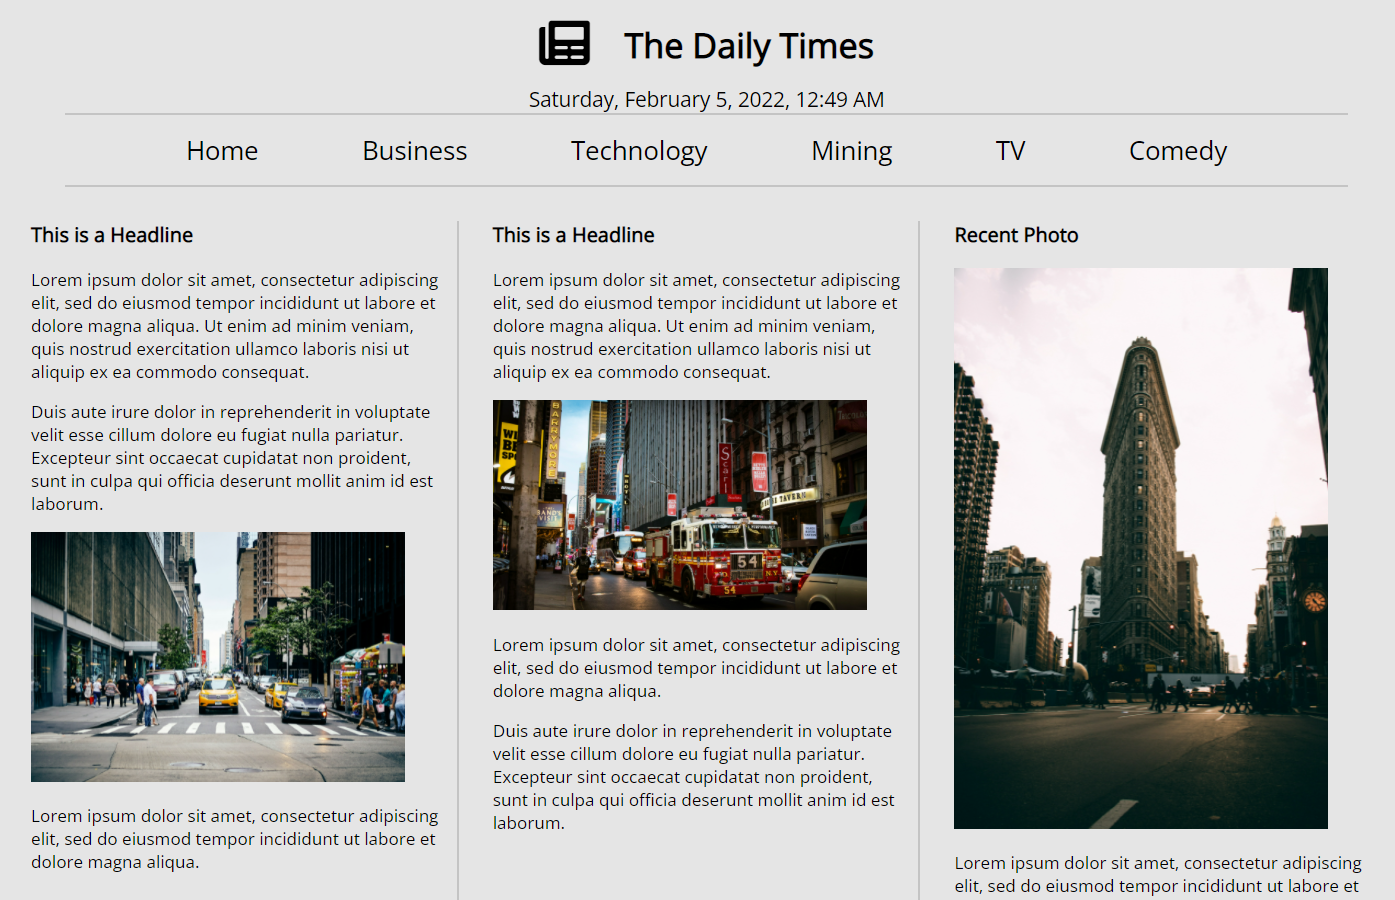 The Daily Times
Saturday, February 5, 2022, 12:49 AM
Home Business Technology Mining TV Comedy
This is a Headline
Lorem ipsum dolor sit amet, consectetur adipiscing
elit, sed do eiusmod tempor incididunt ut labore et
dolore magna aliqua. Ut enim ad minim veniam,
quis nostrud exercitation ullamco laboris nisi ut
aliquip ex ea commodo consequat.
Duis aute irure dolor in reprehenderit in voluptate
velit esse cillum dolore eu fugiat nulla pariatur.
Excepteur sint occaecat cupidatat non proident,
sunt in culpa qui officia deserunt mollit anim id est
laborum.
Lorem ipsum dolor sit amet, consectetur adipiscing
elit, sed do eiusmod tempor incididunt ut labore et
dolore magna aliqua.
This is a Headline
Lorem ipsum dolor sit amet, consectetur adipiscing
elit, sed do eiusmod tempor incididunt ut labore et
dolore magna aliqua. Ut enim ad minim veniam,
quis nostrud exercitation ullamco laboris nisi ut
aliquip ex ea commodo consequat.
BARRYMORE
Scarl
TAVERN
54
54
N.Y.
Lorem ipsum dolor sit amet, consectetur adipiscing
elit, sed do eiusmod tempor incididunt ut labore et
dolore magna aliqua.
Duis aute irure dolor in reprehenderit in voluptate
velit esse cillum dolore eu fugiat nulla pariatur.
Excepteur sint occaecat cupidatat non proident,
sunt in culpa qui officia deserunt mollit anim id est
laborum.
Recent Photo
Lorem ipsum dolor sit amet, consectetur adipiscing
elit, sed do eiusmod tempor incididunt ut labore et